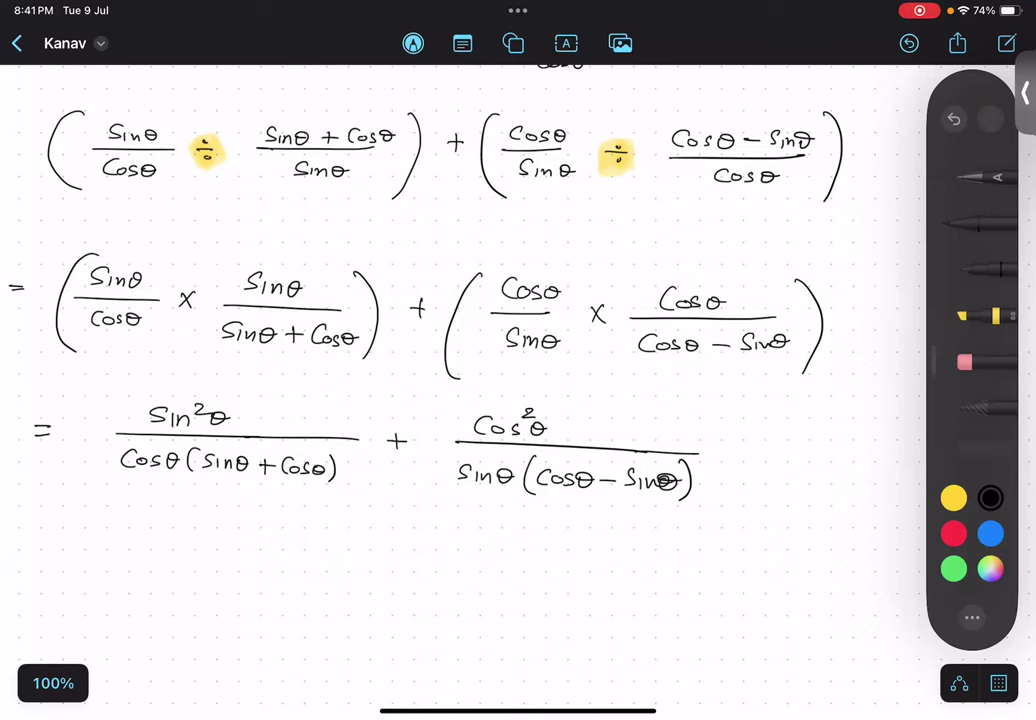 8:41 PM Tue 9 Jul
74%
Kanav
A
(Sinθ/Cosθ ÷ (Sinθ + Cosθ)/Sinθ) + (Cosθ/Sinθ ÷ (Cosθ − Sinθ)/Cosθ)
= (Sinθ/Cosθ × Sinθ/(Sinθ + Cosθ)) + (Cosθ/Sinθ × Cosθ/(Cosθ − Sinθ))
= Sin²θ/(Cosθ(Sinθ + Cosθ)) + Cos²θ/(Sinθ(Cosθ − Sinθ))
100%